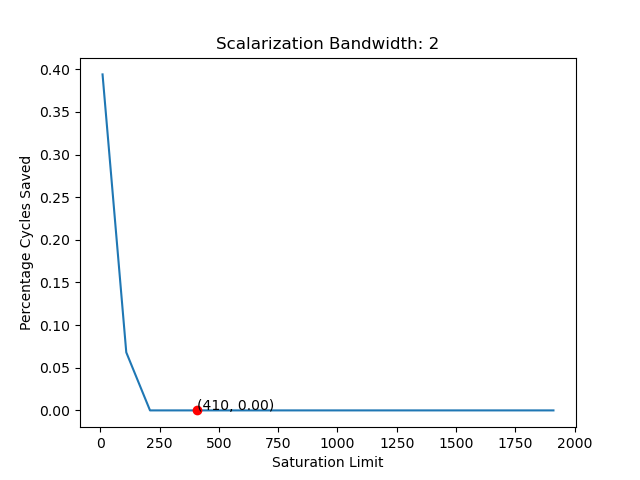 Scalarization Bandwidth: 2
Percentage Cycles Saved
0.40
0.35
0.30
0.25
0.20
0.15
0.10
0.05
0.00
(410, 0.00)
0 250 500 750 1000 1250 1500 1750 2000
Saturation Limit